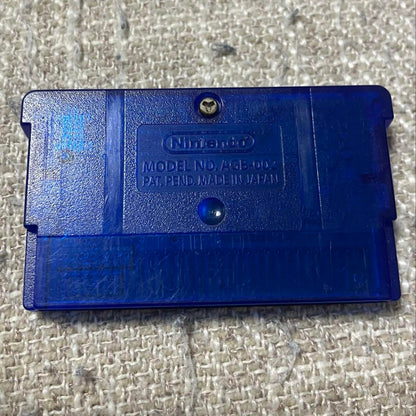 Nintendo
MODEL NO. AGB-002
PAT. PEND. MADE IN JAPAN